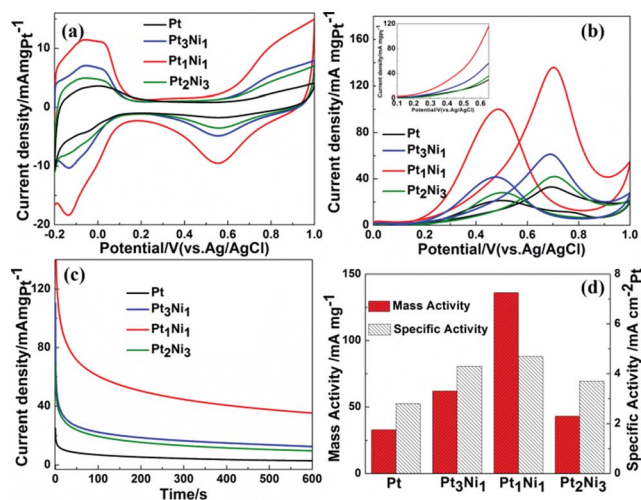 (a)
Pt
Pt3Ni1
Pt1Ni1
Pt2Ni3
Current density/mAmgPt-1
10
0
-10
-20
-0.2 0.0 0.2 0.4 0.6 0.8 1.0
Potential/V(vs.Ag/AgCl)
(b)
Current density/mA mgPt-1
120
80
40
0
0.1 0.2 0.3 0.4 0.5 0.6
Potential/V(vs.Ag/AgCl)
Pt
Pt3Ni1
Pt1Ni1
Pt2Ni3
Current density/mA mgPt-1
160
120
80
40
0
0.0 0.2 0.4 0.6 0.8 1.0
Potential/V(vs.Ag/AgCl)
(c)
Pt
Pt3Ni1
Pt1Ni1
Pt2Ni3
Current density/mAmgPt-1
120
80
40
0
0 100 200 300 400 500 600
Time/s
(d)
Mass Activity
Specific Activity
Mass Activity /mA mg-1
150
100
50
0
Pt Pt3Ni1 Pt1Ni1 Pt2Ni3
8
6
4
2
0
Specific Activity /mA cm-2Pt